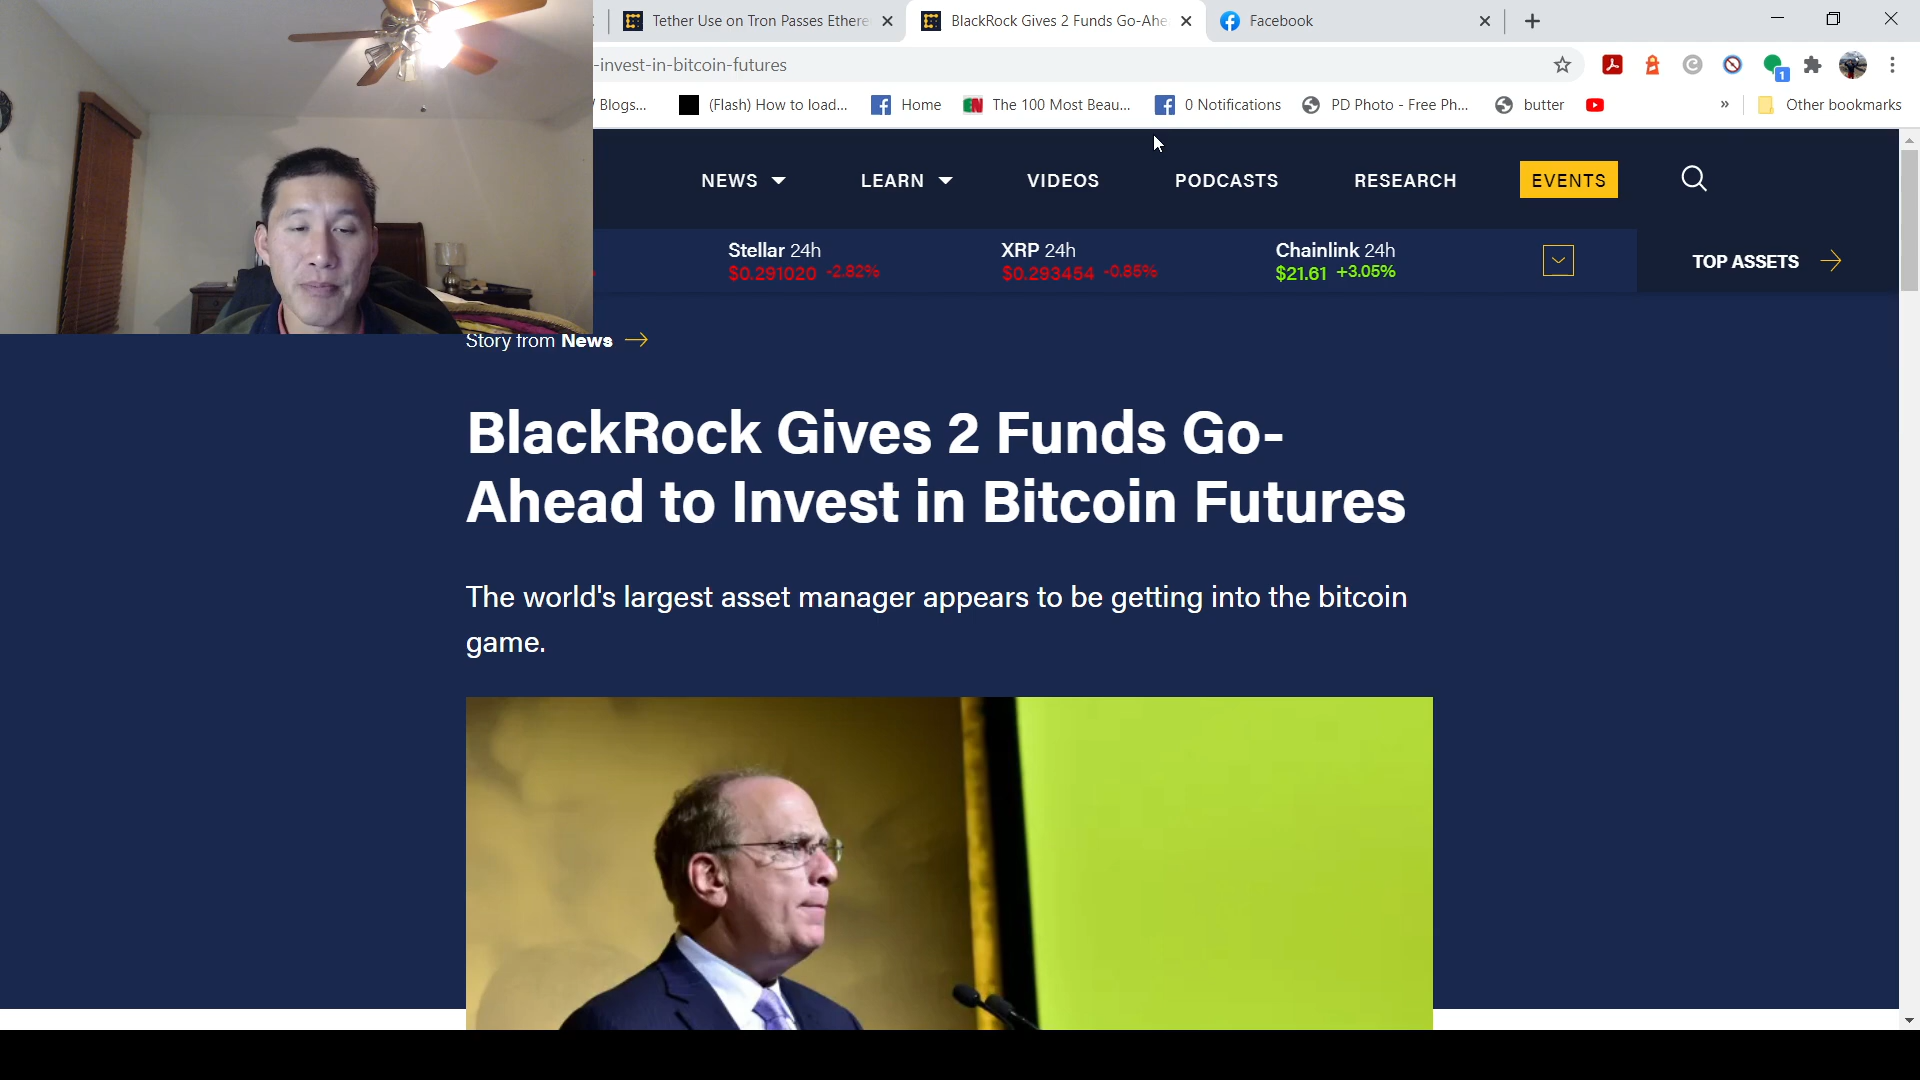 Tether Use on Tron Passes Ethere
BlackRock Gives 2 Funds Go-Ahe
Facebook
-invest-in-bitcoin-futures
1
Blogs...
(Flash) How to load...
Home
The 100 Most Beau...
0 Notifications
PD Photo - Free Ph...
butter
»
Other bookmarks
NEWS
LEARN
VIDEOS
PODCASTS
RESEARCH
EVENTS
Stellar 24h
$0.291020 -2.82%
XRP 24h
$0.293454 -0.85%
Chainlink 24h
$21.61 +3.05%
TOP ASSETS
Story from News
BlackRock Gives 2 Funds Go-
Ahead to Invest in Bitcoin Futures
The world's largest asset manager appears to be getting into the bitcoin
game.